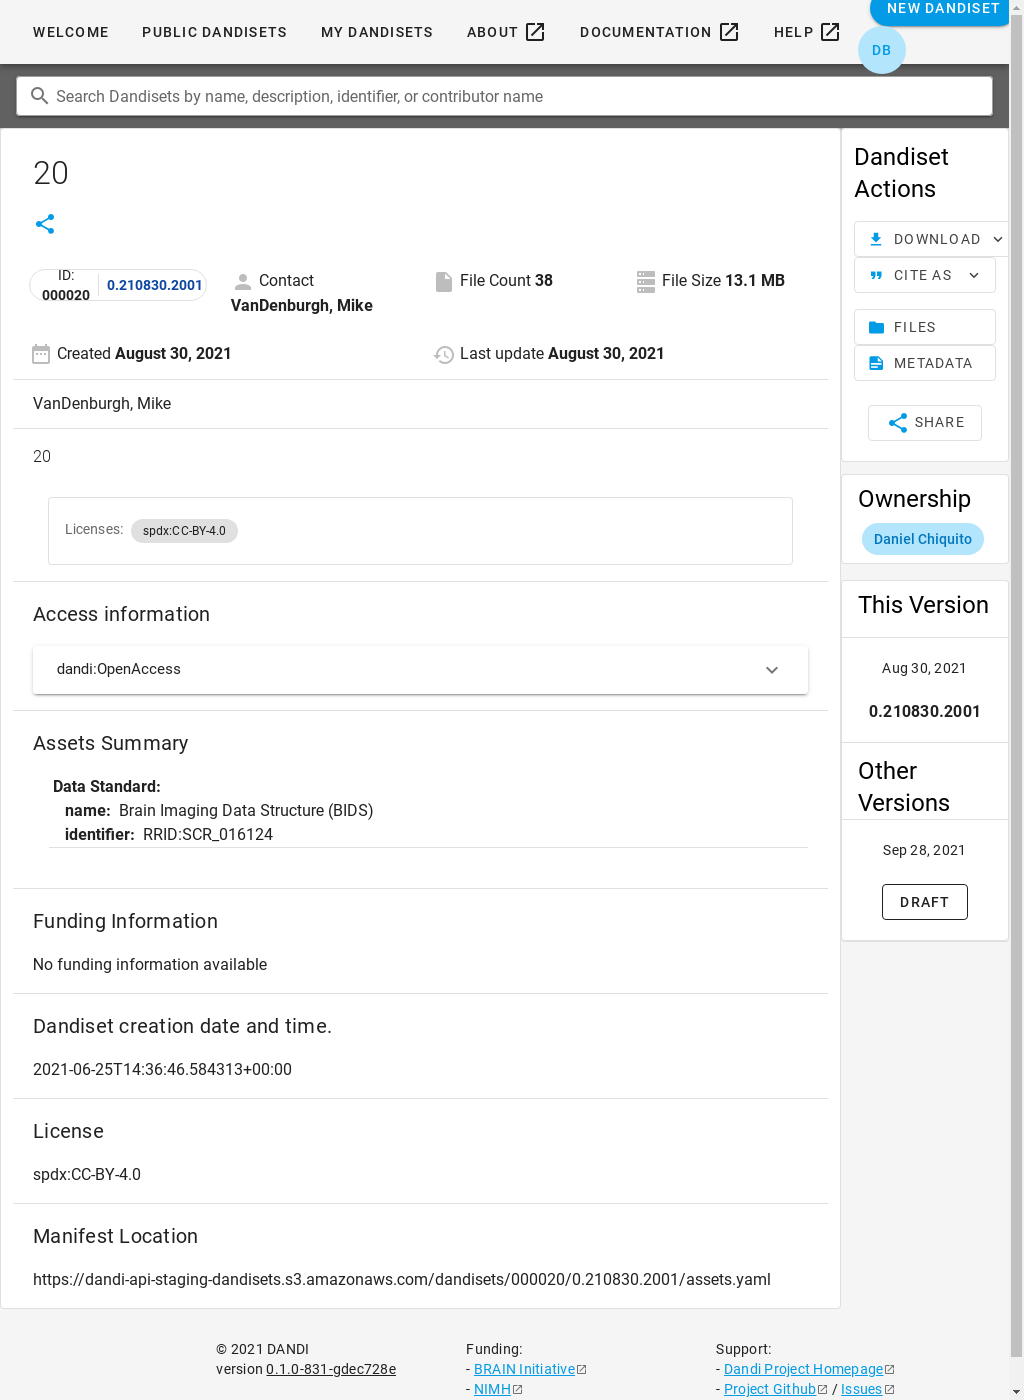 WELCOME PUBLIC DANDISETS MY DANDISETS ABOUT DOCUMENTATION HELP NEW DANDISET
DB
Search Dandisets by name, description, identifier, or contributor name
20
ID: 000020 0.210830.2001
Contact VanDenburgh, Mike
File Count 38
File Size 13.1 MB
Created August 30, 2021
Last update August 30, 2021
VanDenburgh, Mike
20
Licenses: spdx:CC-BY-4.0
Access information
dandi:OpenAccess
Assets Summary
Data Standard:
name: Brain Imaging Data Structure (BIDS)
identifier: RRID:SCR_016124
Funding Information
No funding information available
Dandiset creation date and time.
2021-06-25T14:36:46.584313+00:00
License
spdx:CC-BY-4.0
Manifest Location
https://dandi-api-staging-dandisets.s3.amazonaws.com/dandisets/000020/0.210830.2001/assets.yaml
Dandiset
Actions
DOWNLOAD
CITE AS
FILES
METADATA
SHARE
Ownership
Daniel Chiquito
This Version
Aug 30, 2021
0.210830.2001
Other
Versions
Sep 28, 2021
DRAFT
© 2021 DANDI
version 0.1.0-831-gdec728e
Funding:
- BRAIN Initiative
- NIMH
Support:
- Dandi Project Homepage
- Project Github / Issues